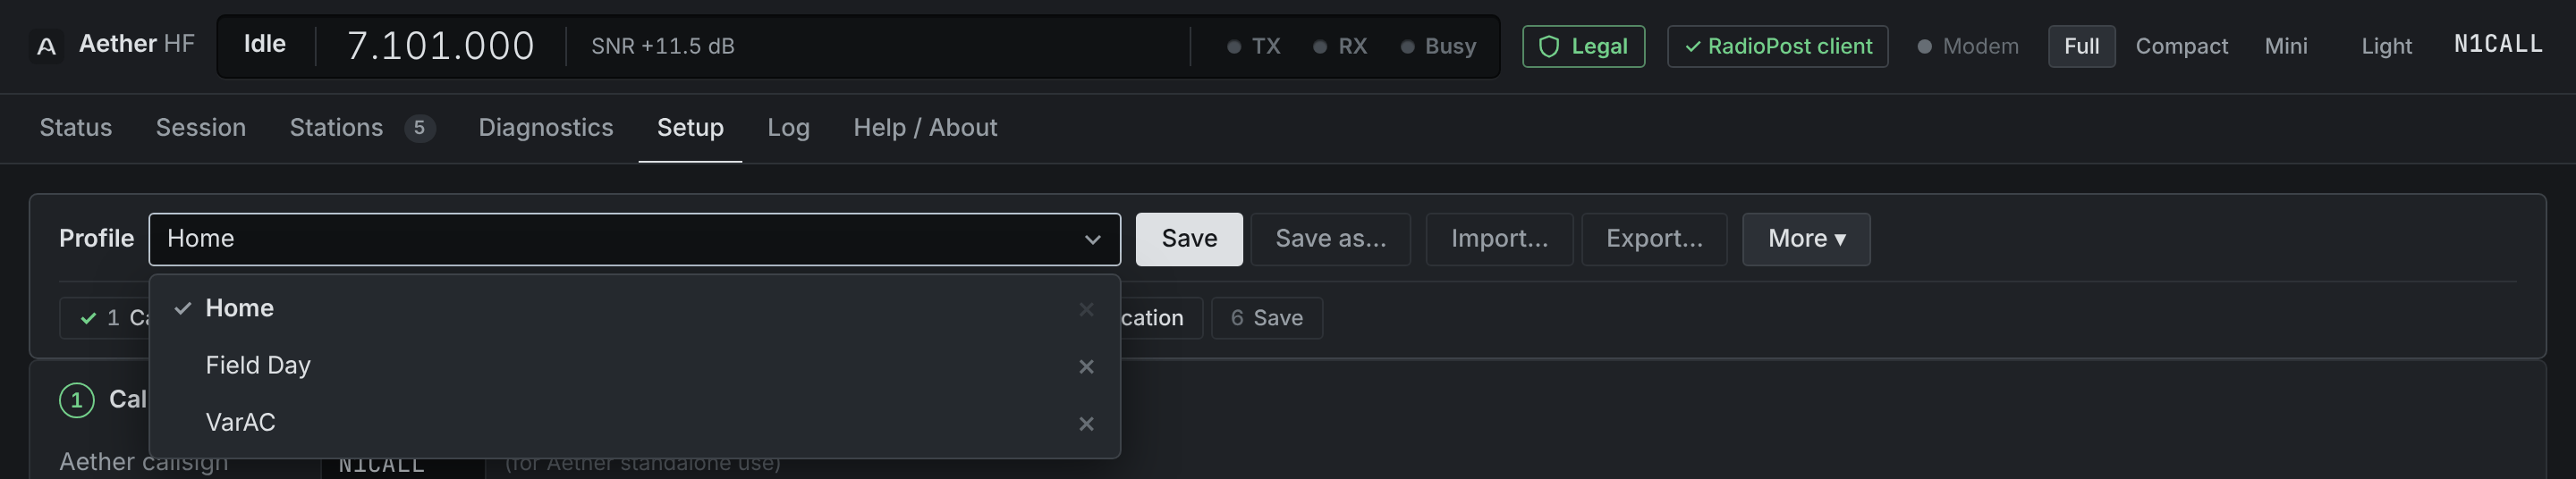 Aether HF Idle 7.101.000 SNR +11.5 dB TX RX Busy Legal ✓ RadioPost client Modem Full Compact Mini Light N1CALL
Status Session Stations 5 Diagnostics Setup Log Help / About
Profile Home Save Save as... Import... Export... More ▾
✓ Home ×
✓ 1 Ca cation 6 Save
Field Day ×
1 Cal
VarAC ×
Aether callsign N1CALL (for Aether standalone use)